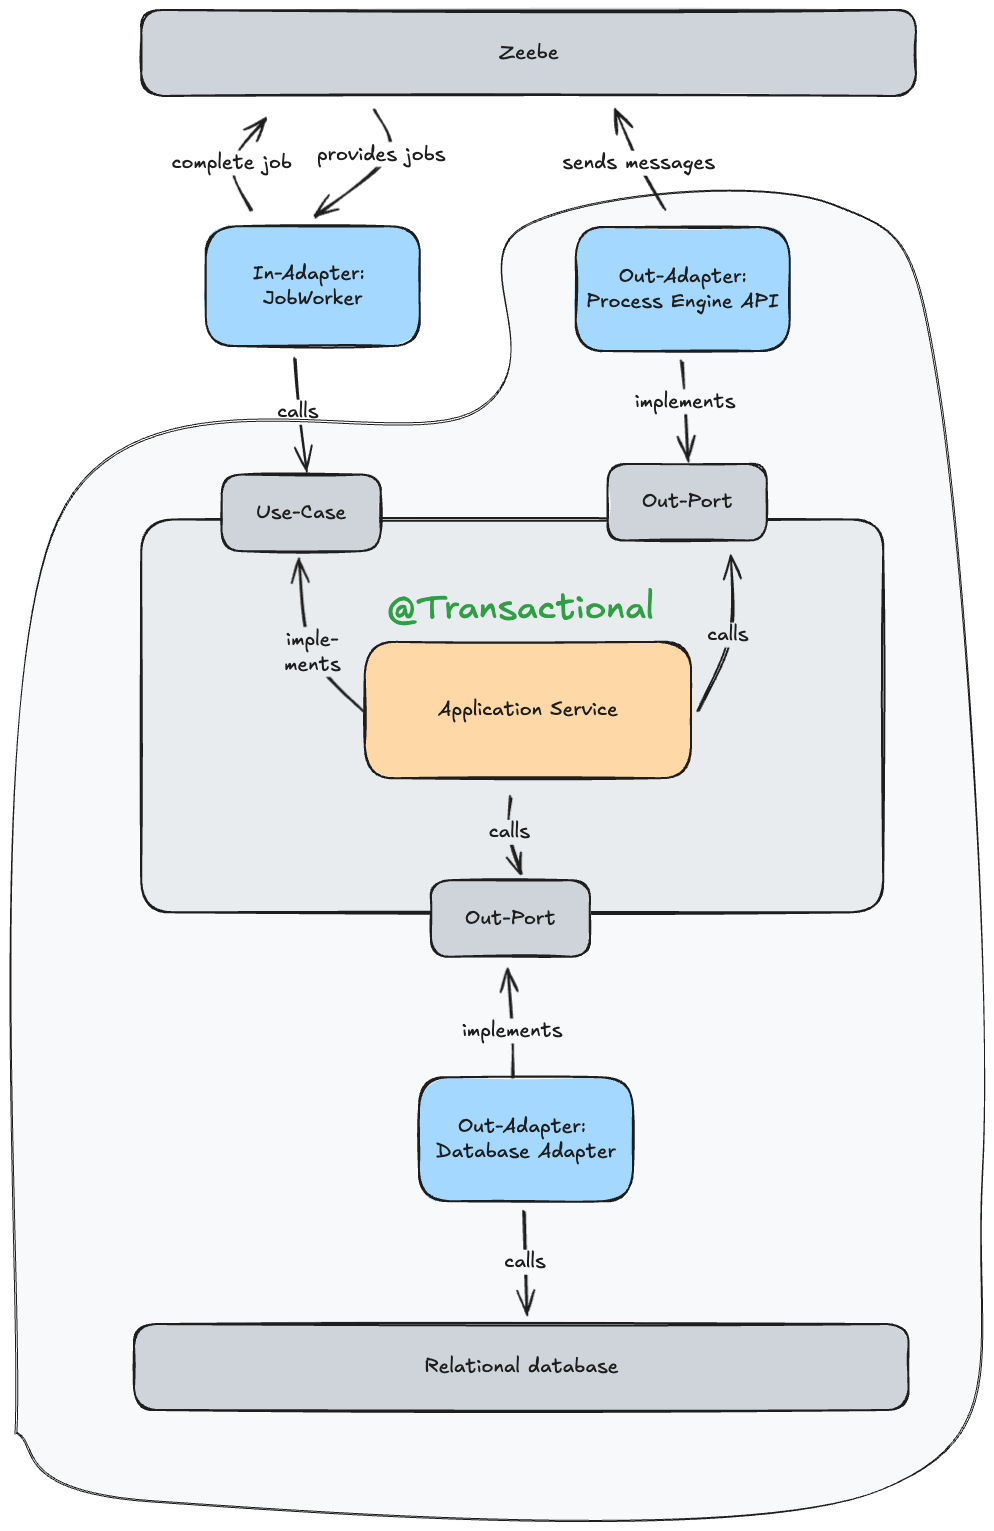 Zeebe
complete job
provides jobs
sends messages
In-Adapter:
JobWorker
Out-Adapter:
Process Engine API
calls
implements
Use-Case
Out-Port
@Transactional
imple-
ments
calls
Application Service
calls
Out-Port
implements
Out-Adapter:
Database Adapter
calls
Relational database